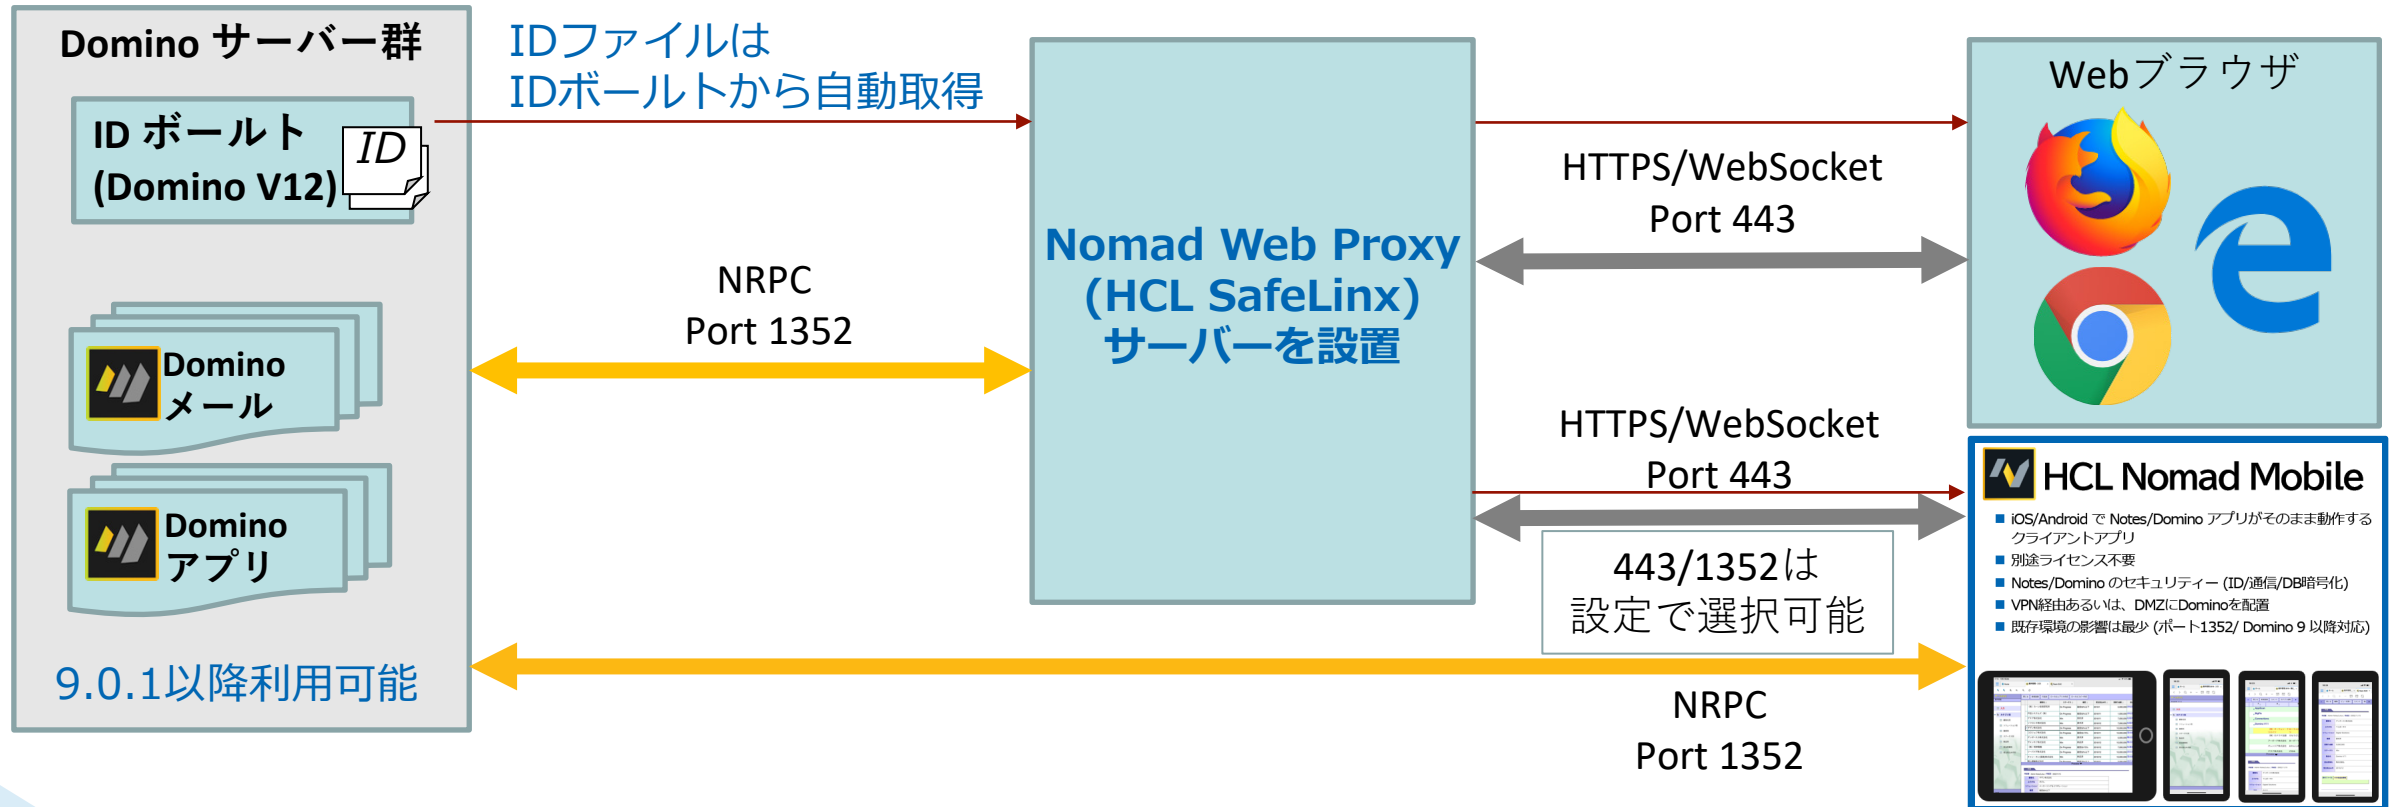 Domino サーバー群
ID ボールト
(Domino V12)
ID
Domino
メール
Domino
アプリ
9.0.1以降利用可能
IDファイルは
IDボールトから自動取得
NRPC
Port 1352
Nomad Web Proxy
(HCL SafeLinx)
サーバーを設置
HTTPS/WebSocket
Port 443
HTTPS/WebSocket
Port 443
443/1352は
設定で選択可能
NRPC
Port 1352
Webブラウザ
HCL Nomad Mobile
iOS/Android で Notes/Domino アプリがそのまま動作する
クライアントアプリ
別途ライセンス不要
Notes/Domino のセキュリティー (ID/通信/DB暗号化)
VPN経由あるいは、DMZにDominoを配置
既存環境の影響は最少 (ポート1352/ Domino 9 以降対応)